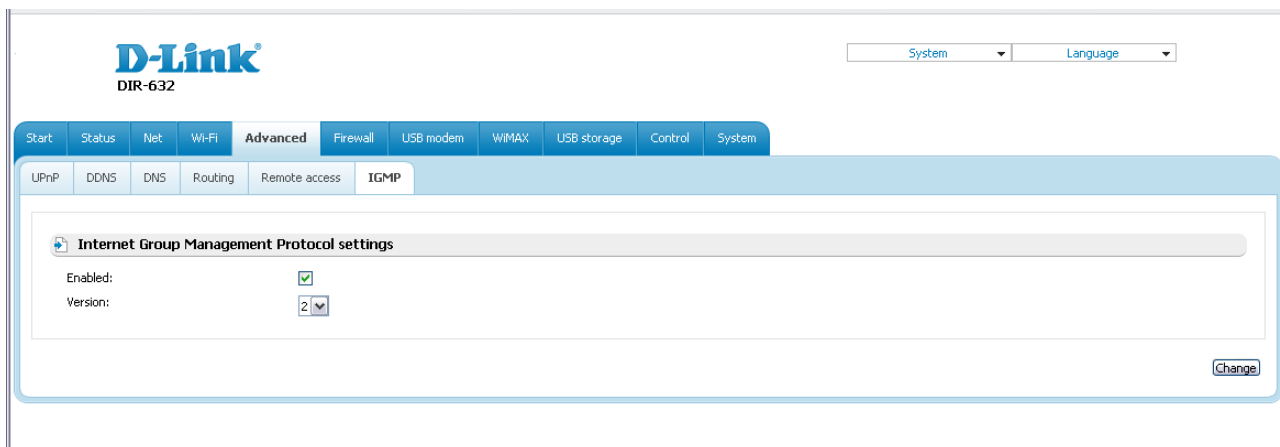 D-Link®
DIR-632
System Language
Start Status Net Wi-Fi Advanced Firewall USB modem WiMAX USB storage Control System
UPnP DDNS DNS Routing Remote access IGMP
Internet Group Management Protocol settings
Enabled:
Version: 2
Change